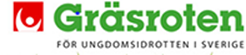 Gräsroten
FÖR UNGDOMSIDROTTEN I SVERIGE